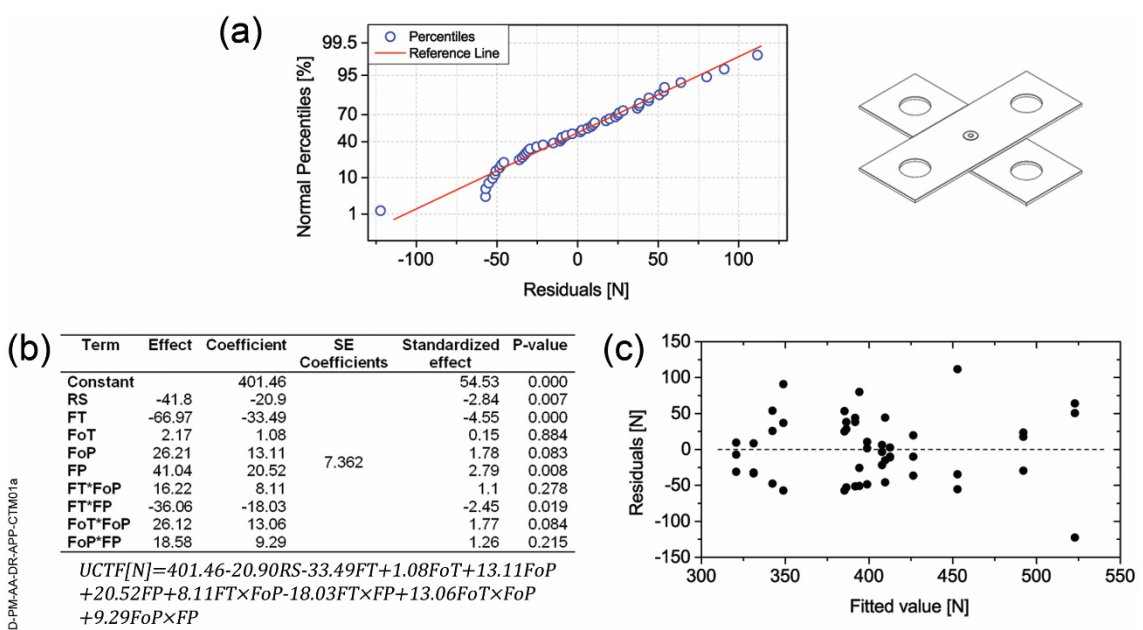 (a)
99.5
95
70
40
10
1
Normal Percentiles [%]
Percentiles
Reference Line
-100 -50 0 50 100
Residuals [N]
(b)
Term Effect Coefficient SE Coefficients Standardized effect P-value
Constant 401.46 54.53 0.000
RS -41.8 -20.9 -2.84 0.007
FT -66.97 -33.49 -4.55 0.000
FoT 2.17 1.08 0.15 0.884
FoP 26.21 13.11 1.78 0.083
FP 41.04 20.52 7.362 2.79 0.008
FT*FoP 16.22 8.11 1.1 0.278
FT*FP -36.06 -18.03 -2.45 0.019
FoT*FoP 26.12 13.06 1.77 0.084
FoP*FP 18.58 9.29 1.26 0.215
UCTF[N]=401.46-20.90RS-33.49FT+1.08FoT+13.11FoP
+20.52FP+8.11FT×FoP-18.03FT×FP+13.06FoT×FoP
+9.29FoP×FP
D-PM-AA-DR-APP-CTM01a
(c)
150
100
50
0
-50
-100
-150
Residuals [N]
300 350 400 450 500 550
Fitted value [N]